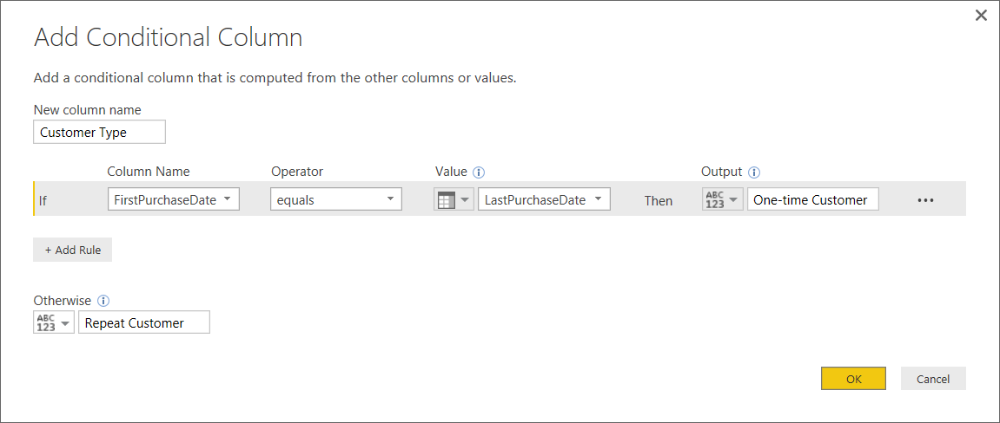 Add Conditional Column
Add a conditional column that is computed from the other columns or values.
New column name
Customer Type
Column Name Operator Value Output
If FirstPurchaseDate equals LastPurchaseDate Then ABC 123 One-time Customer
+ Add Rule
Otherwise
ABC 123 Repeat Customer
OK Cancel